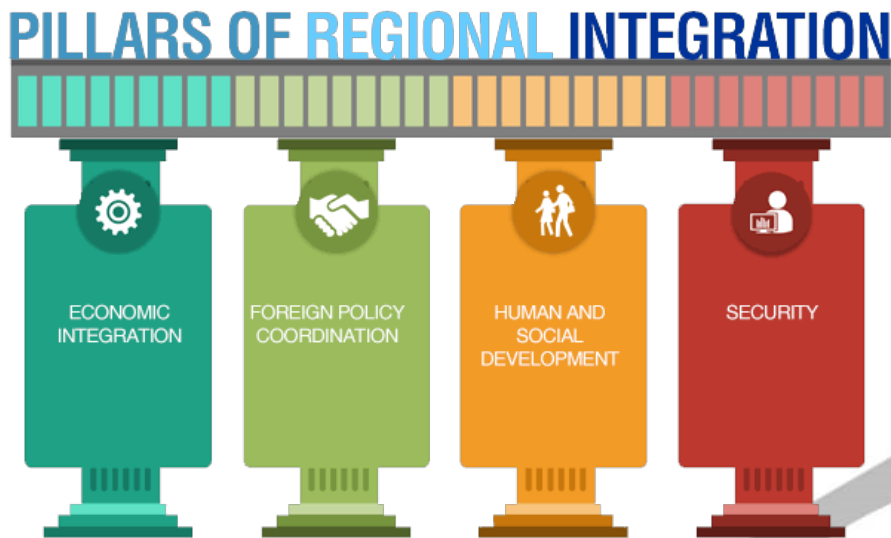 PILLARS OF REGIONAL INTEGRATION
ECONOMIC
INTEGRATION
FOREIGN POLICY
COORDINATION
HUMAN AND
SOCIAL
DEVELOPMENT
SECURITY